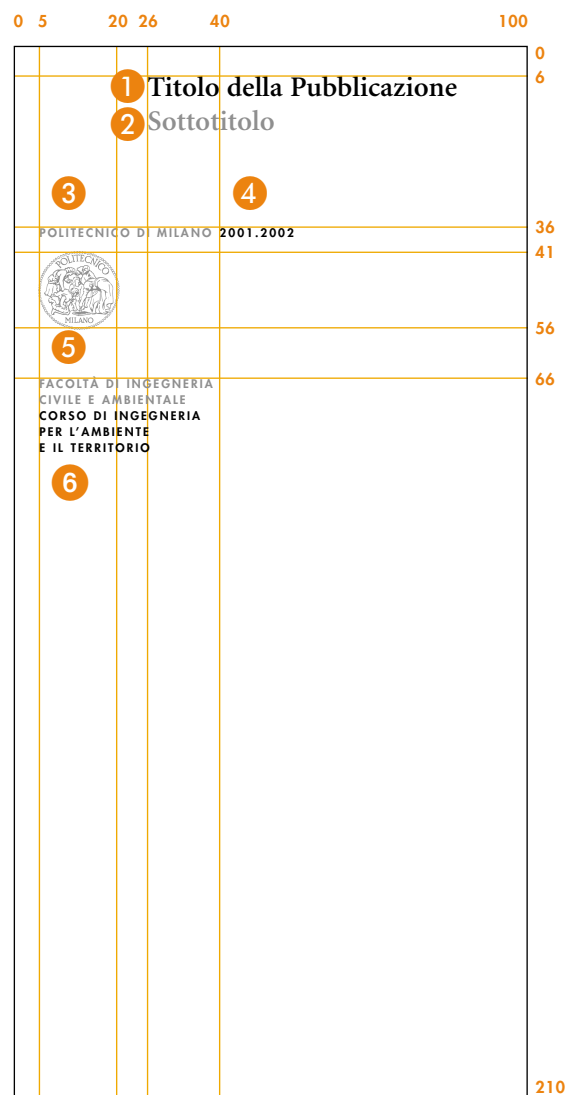 0 5 20 26 40 100
0
6
1 Titolo della Pubblicazione
2 Sottotitolo
3 4
36
POLITECNICO DI MILANO 2001.2002
41
POLITECNICO
MILANO
56
5
66
FACOLTÀ DI INGEGNERIA
CIVILE E AMBIENTALE
CORSO DI INGEGNERIA
PER L’AMBIENTE
E IL TERRITORIO
6
210